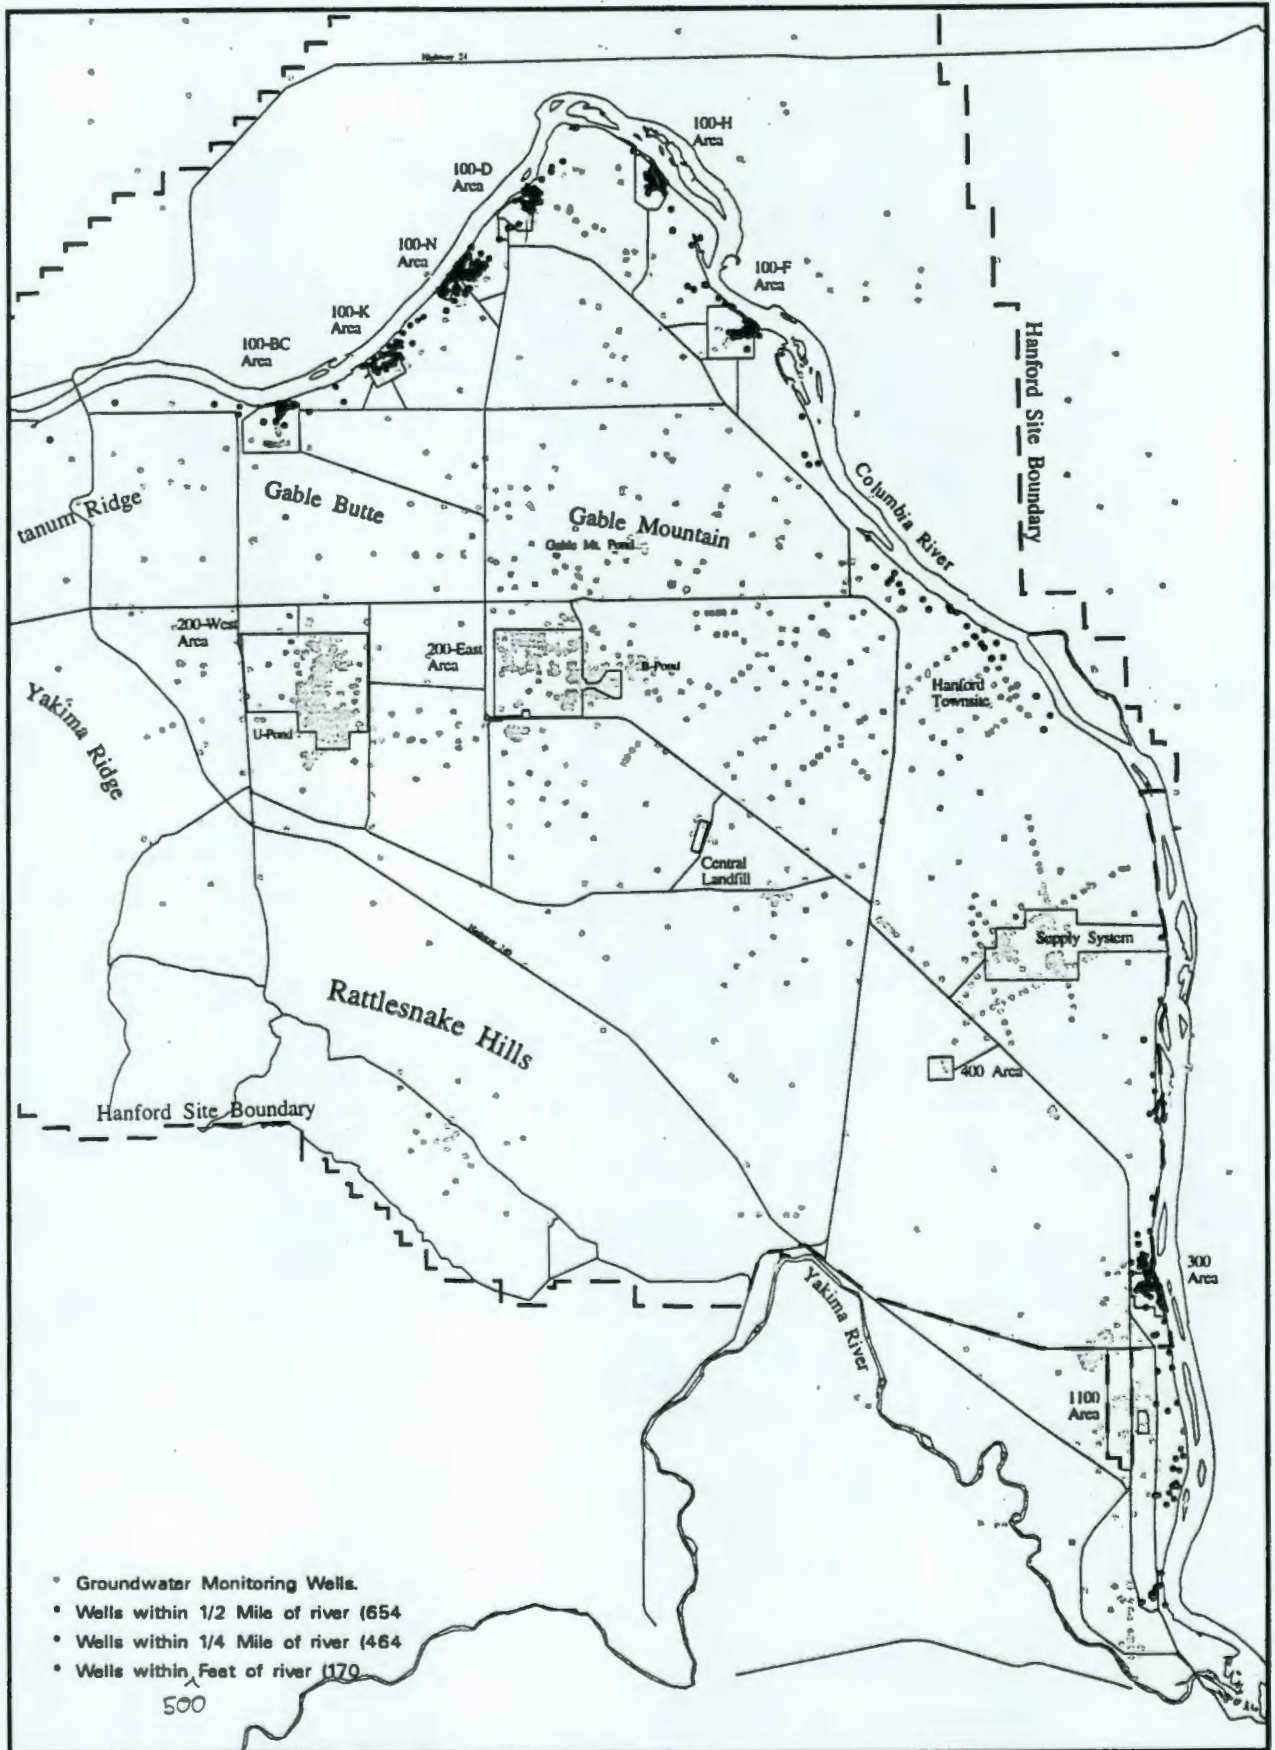 Highway 24
100-H
Area
100-D
Area
100-N
Area
100-F
Area
100-K
Area
100-BC
Area
Hanford Site Boundary
Columbia River
tanum Ridge
Gable Butte
Gable Mountain
Gable Mt. Pond
200-West
Area
200-East
Area
B-Pond
Hanford
Townsite
Yakima Ridge
U-Pond
Central
Landfill
Supply System
Highway 240
Rattlesnake Hills
400 Area
Hanford Site Boundary
300
Area
Yakima River
1100
Area
Groundwater Monitoring Wells.
Wells within 1/2 Mile of river (654
Wells within 1/4 Mile of river (464
Wells within Feet of river (170
500